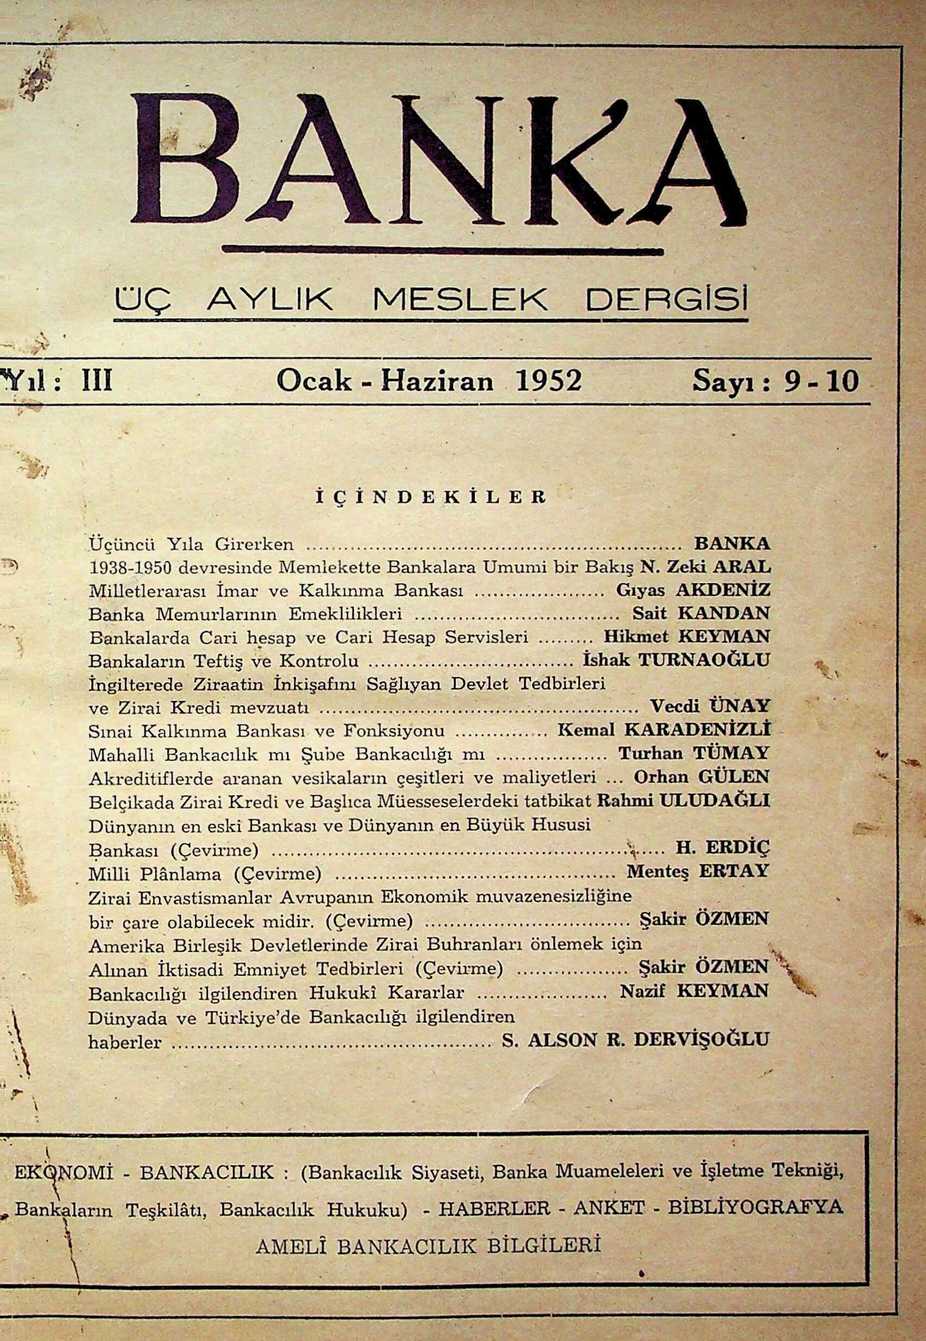 BANKA
ÜÇ AYLIK MESLEK DERGİSİ
Yıl: III Ocak - Haziran 1952 Sayı: 9-10
İÇİNDEKİLER
Üçüncü Yıla Girerken ........................................ BANKA
1938-1950 devresinde Memlekette Bankalara Umumi bir Bakış N. Zeki ARAL
Milletlerarası İmar ve Kalkınma Bankası ..................... Gıyas AKDENİZ
Banka Memurlarının Emeklilikleri ................................. Sait KANDAN
Bankalarda Cari hesap ve Cari Hesap Servisleri ......... Hikmet KEYMAN
Bankaların Teftiş ve Kontrolu ................................. İshak TURNAOĞLU
İngilterede Ziraatin İnkişafını Sağlıyan Devlet Tedbirleri
ve Zirai Kredi mevzuatı ........................................ Vecdi ÜNAY
Sınai Kalkınma Bankası ve Fonksiyonu ............... Kemal KARADENİZLİ
Mahalli Bankacılık mı Şube Bankacılığı mı .................. Turhan TÜMAY
Akreditiflerde aranan vesikaların çeşitleri ve maliyetleri ... Orhan GÜLEN
Belçikada Zirai Kredi ve Başlıca Müesseselerdeki tatbikat Rahmi ULUDAĞLI
Dünyanın en eski Bankası ve Dünyanın en Büyük Hususi
Bankası (Çevirme) ........................................ H. ERDİÇ
Milli Plânlama (Çevirme) ........................................ Menteş ERTAY
Zirai Envastismanlar Avrupanın Ekonomik muvazenesizliğine
bir çare olabilecek midir. (Çevirme) ................................. Şakir ÖZMEN
Amerika Birleşik Devletlerinde Zirai Buhranları önlemek için
Alınan İktisadi Emniyet Tedbirleri (Çevirme) .................. Şakir ÖZMEN
Bankacılığı ilgilendiren Hukukî Kararlar ..................... Nazif KEYMAN
Dünyada ve Türkiye'de Bankacılığı ilgilendiren
haberler ........................................ S. ALSON R. DERVİŞOĞLU
EKONOMİ - BANKACILIK : (Bankacılık Siyaseti, Banka Muameleleri ve İşletme Tekniği,
Bankaların Teşkilâtı, Bankacılık Hukuku) - HABERLER - ANKET - BİBLİYOGRAFYA
AMELÎ BANKACILIK BİLGİLERİ